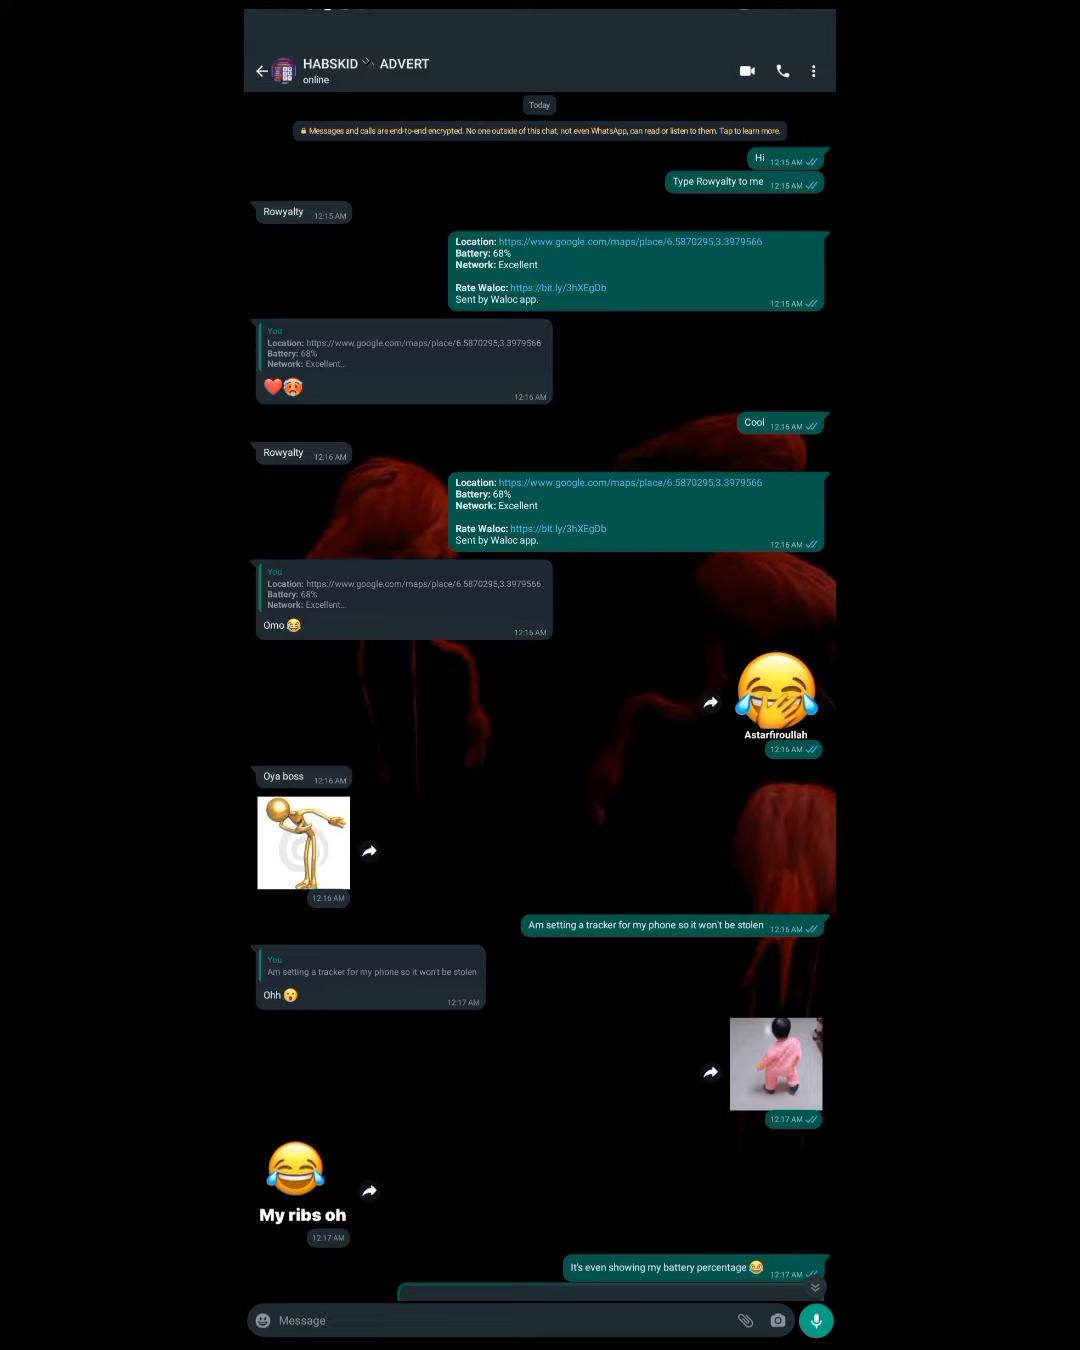 HABSKID 🔌 ADVERT
online
Today
🔒 Messages and calls are end-to-end encrypted. No one outside of this chat, not even WhatsApp, can read or listen to them. Tap to learn more.
Hi 12:15 AM
Type Rowyalty to me 12:15 AM
Rowyalty 12:15 AM
Location: https://www.google.com/maps/place/6.5870295,3.3979566
Battery: 68%
Network: Excellent
Rate Waloc: https://bit.ly/3hXEgDb
Sent by Waloc app.
12:15 AM
You
Location: https://www.google.com/maps/place/6.5870295,3.3979566
Battery: 68%
Network: Excellent...
❤️🥵
12:16 AM
Cool 12:16 AM
Rowyalty 12:16 AM
Location: https://www.google.com/maps/place/6.5870295,3.3979566
Battery: 68%
Network: Excellent
Rate Waloc: https://bit.ly/3hXEgDb
Sent by Waloc app.
12:16 AM
You
Location: https://www.google.com/maps/place/6.5870295,3.3979566
Battery: 68%
Network: Excellent...
Omo 😂
12:16 AM
Astarfiroullah
12:16 AM
Oya boss 12:16 AM
12:16 AM
Am setting a tracker for my phone so it won't be stolen 12:16 AM
You
Am setting a tracker for my phone so it won't be stolen
Ohh 😮
12:17 AM
12:17 AM
My ribs oh
12:17 AM
It's even showing my battery percentage 😂 12:17 AM
Message